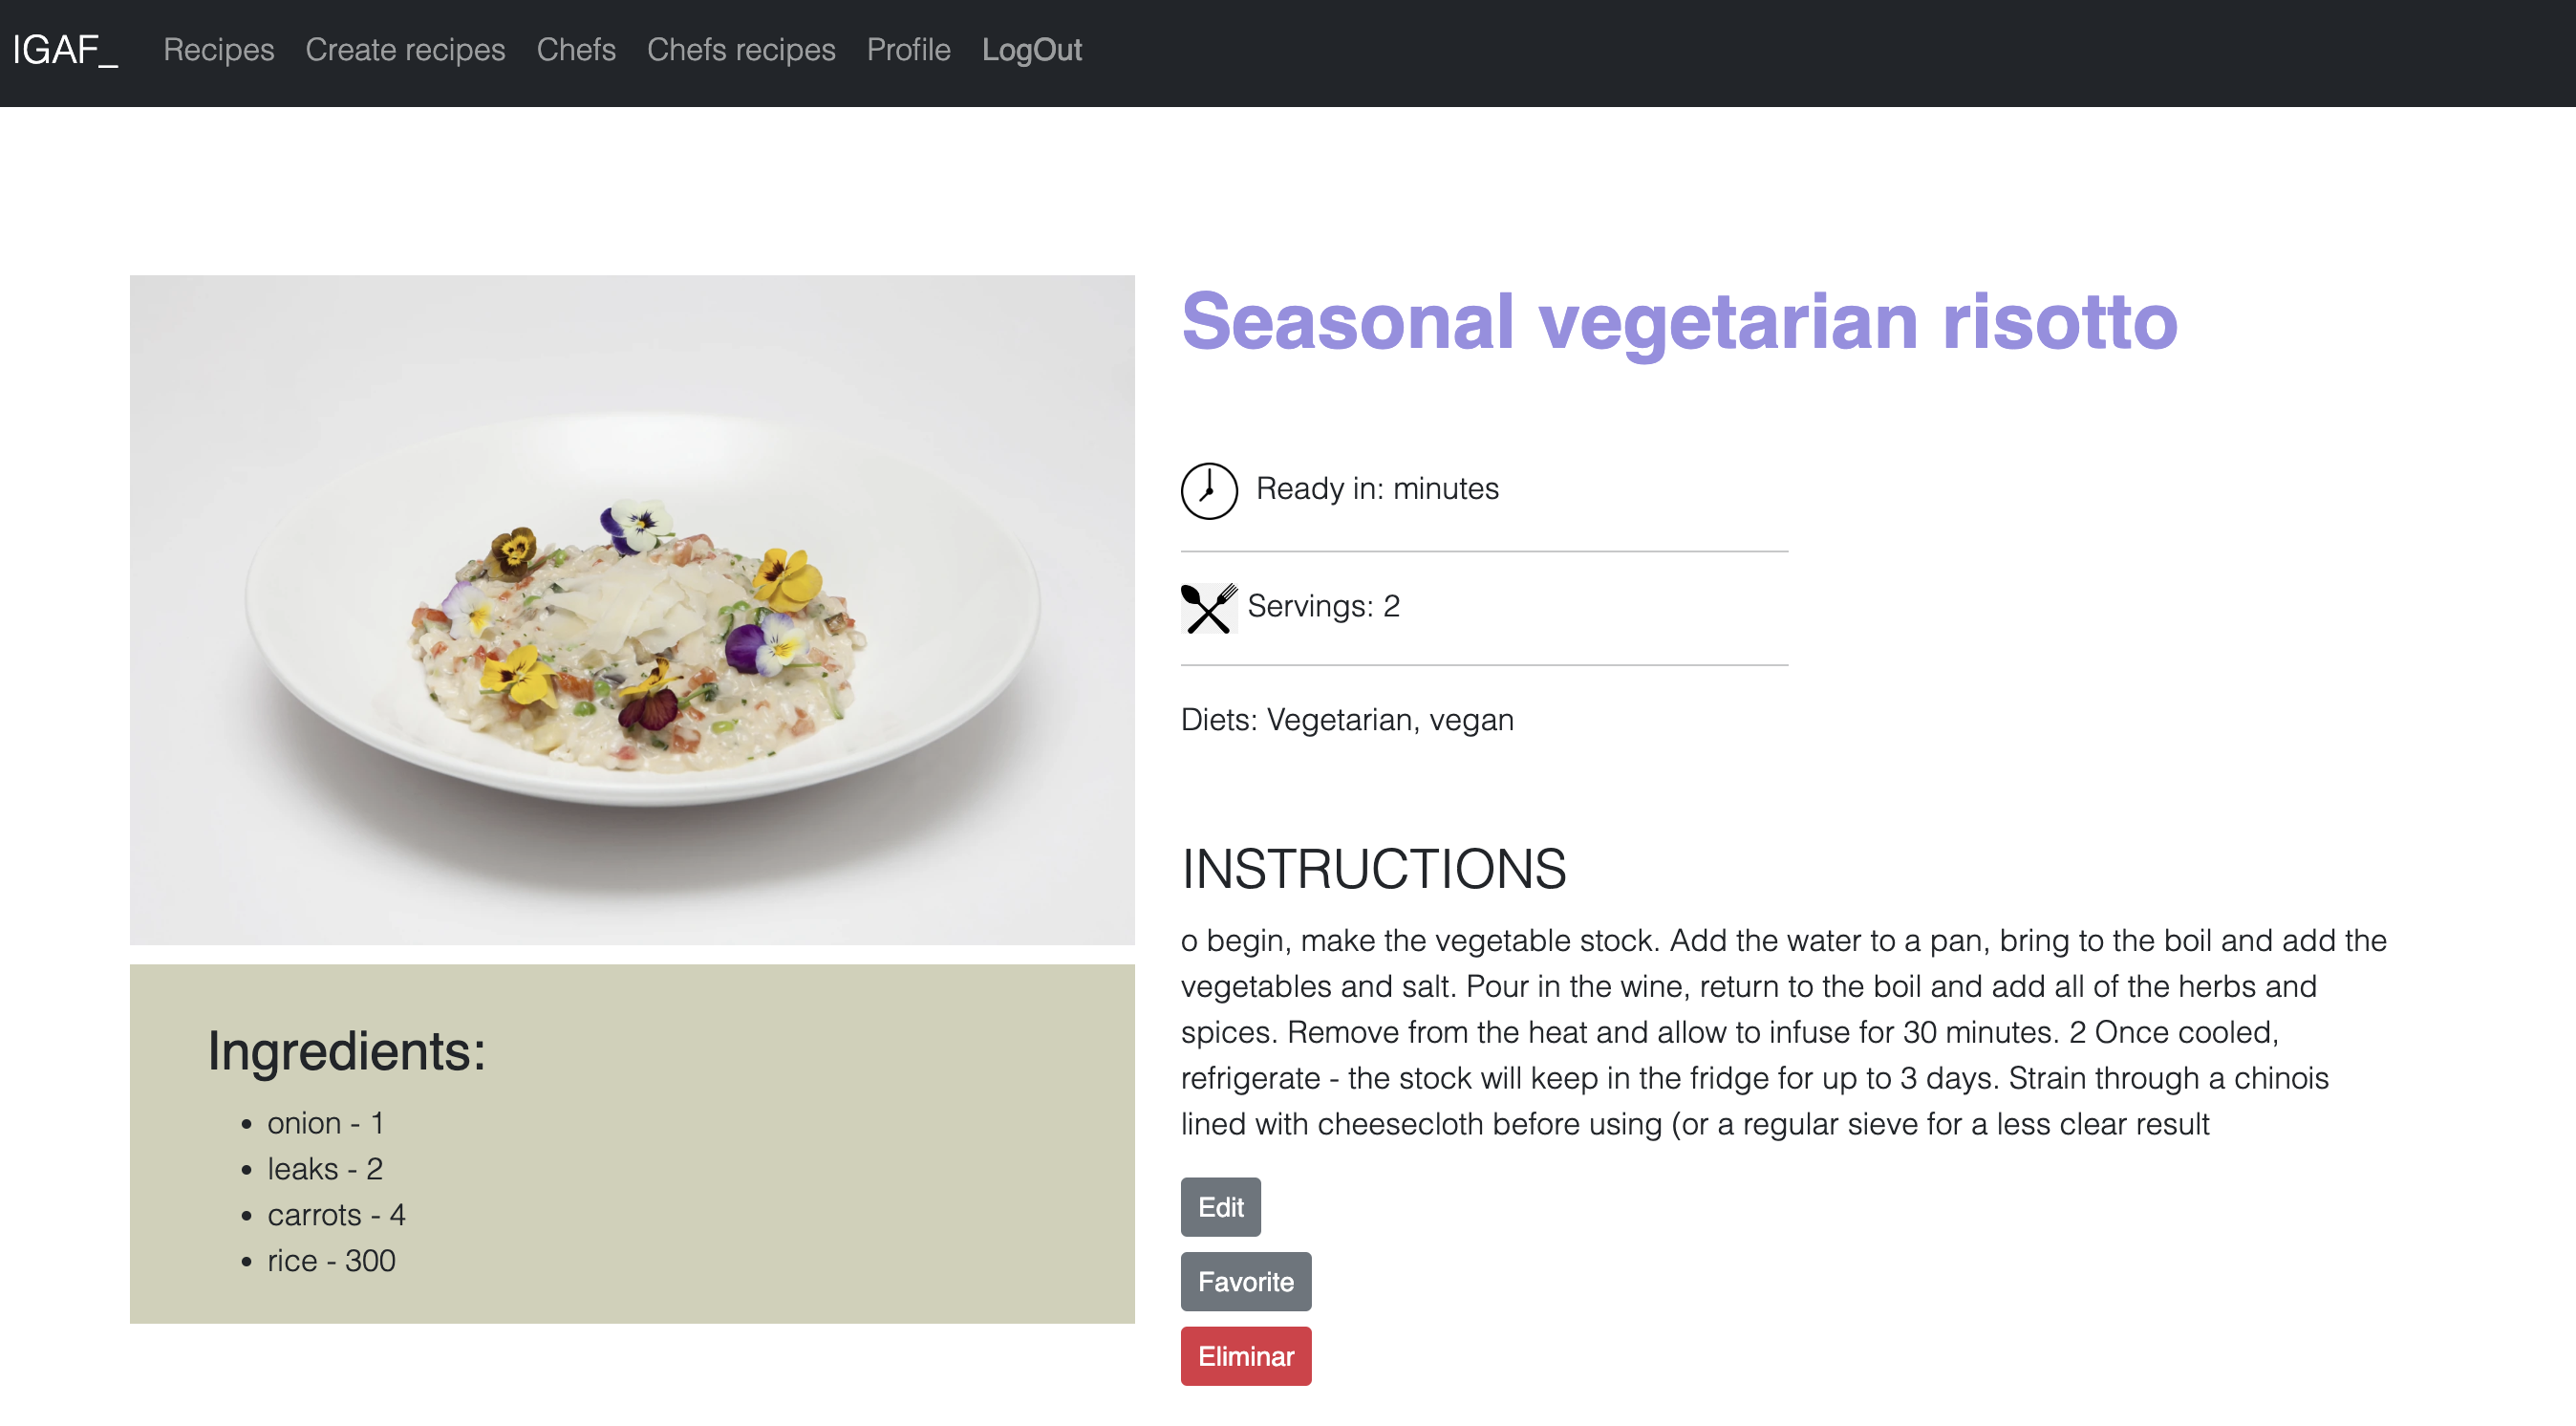 IGAF_ Recipes Create recipes Chefs Chefs recipes Profile LogOut
Seasonal vegetarian risotto
Ready in: minutes
Servings: 2
Diets: Vegetarian, vegan
INSTRUCTIONS
o begin, make the vegetable stock. Add the water to a pan, bring to the boil and add the
vegetables and salt. Pour in the wine, return to the boil and add all of the herbs and
spices. Remove from the heat and allow to infuse for 30 minutes. 2 Once cooled,
refrigerate - the stock will keep in the fridge for up to 3 days. Strain through a chinois
lined with cheesecloth before using (or a regular sieve for a less clear result
Edit
Favorite
Eliminar
Ingredients:
• onion - 1
• leaks - 2
• carrots - 4
• rice - 300